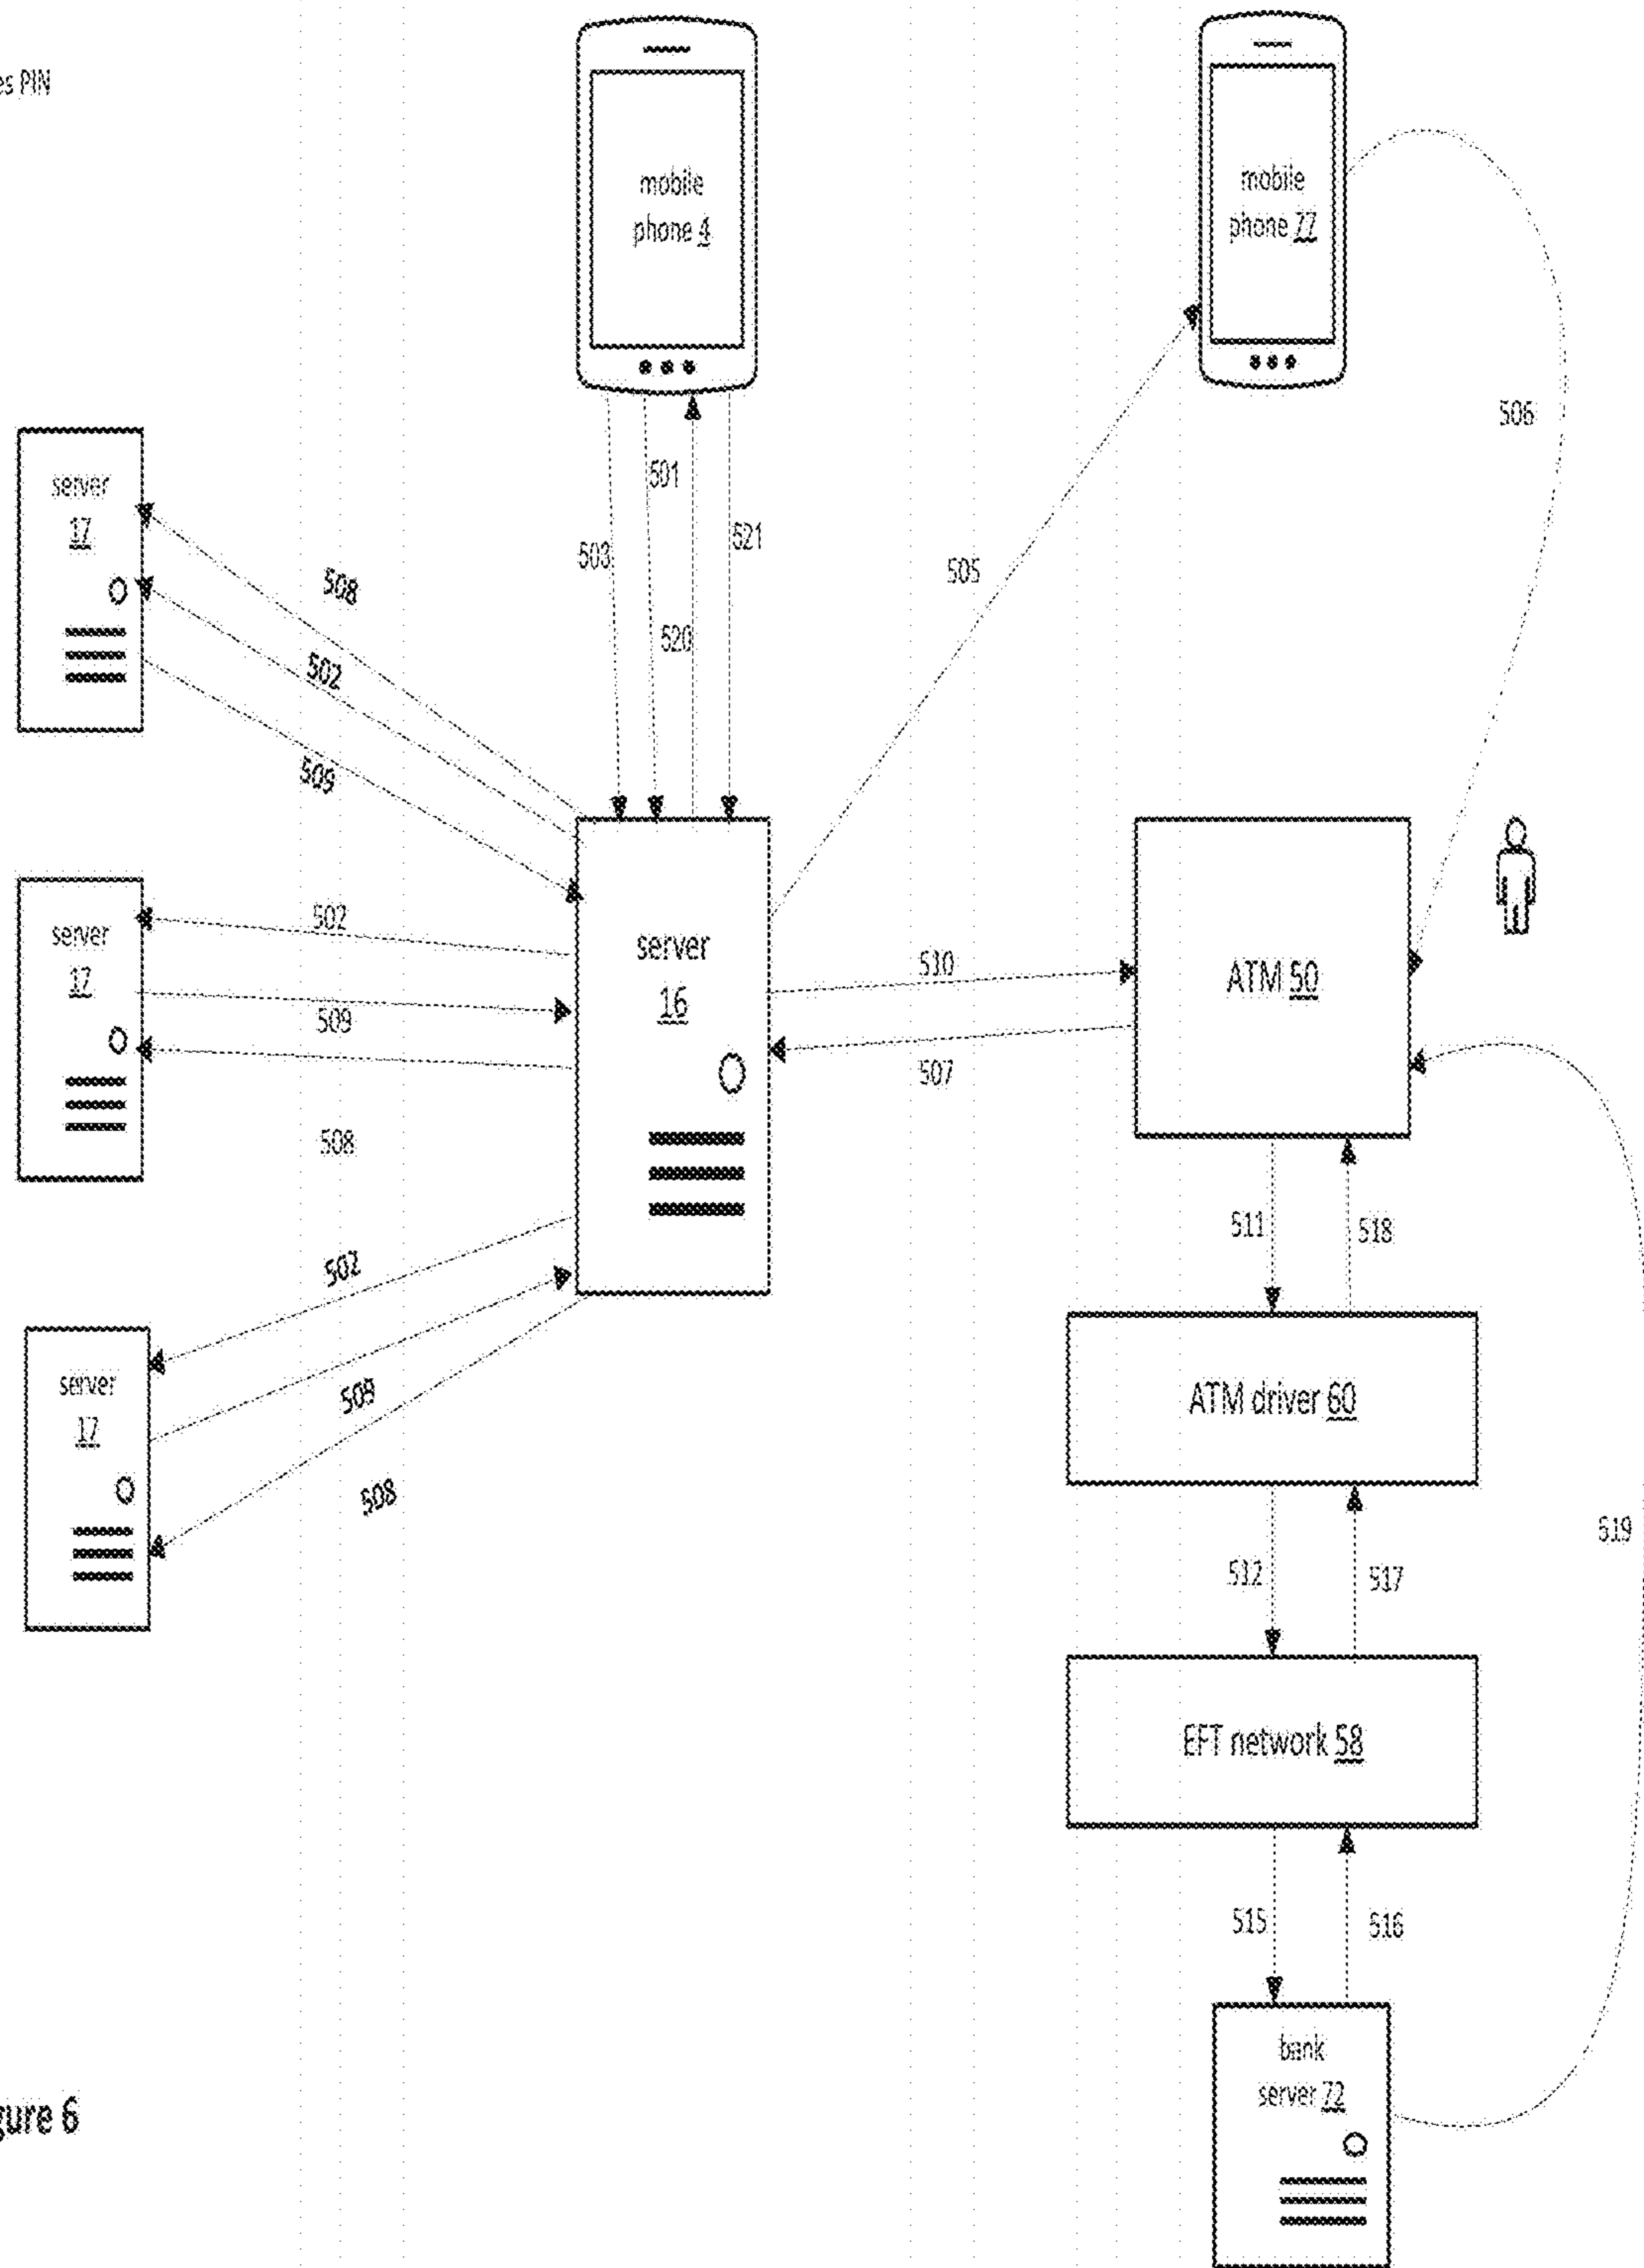 es PIN
mobile
phone 4
mobile
phone 77
506
server
17
501
503
521
508
505
520
502
509
server
17
502
server
16
510
ATM 50
509
507
508
511
518
502
server
17
509
ATM driver 60
508
519
512
517
EFT network 58
515
516
bank
server 72
gure 6